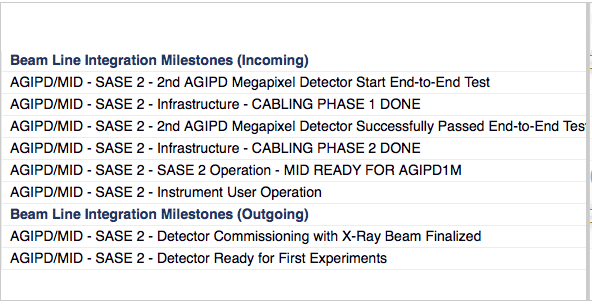 Beam Line Integration Milestones (Incoming)
AGIPD/MID - SASE 2 - 2nd AGIPD Megapixel Detector Start End-to-End Test
AGIPD/MID - SASE 2 - Infrastructure - CABLING PHASE 1 DONE
AGIPD/MID - SASE 2 - 2nd AGIPD Megapixel Detector Successfully Passed End-to-End Test
AGIPD/MID - SASE 2 - Infrastructure - CABLING PHASE 2 DONE
AGIPD/MID - SASE 2 - SASE 2 Operation - MID READY FOR AGIPD1M
AGIPD/MID - SASE 2 - Instrument User Operation
Beam Line Integration Milestones (Outgoing)
AGIPD/MID - SASE 2 - Detector Commissioning with X-Ray Beam Finalized
AGIPD/MID - SASE 2 - Detector Ready for First Experiments